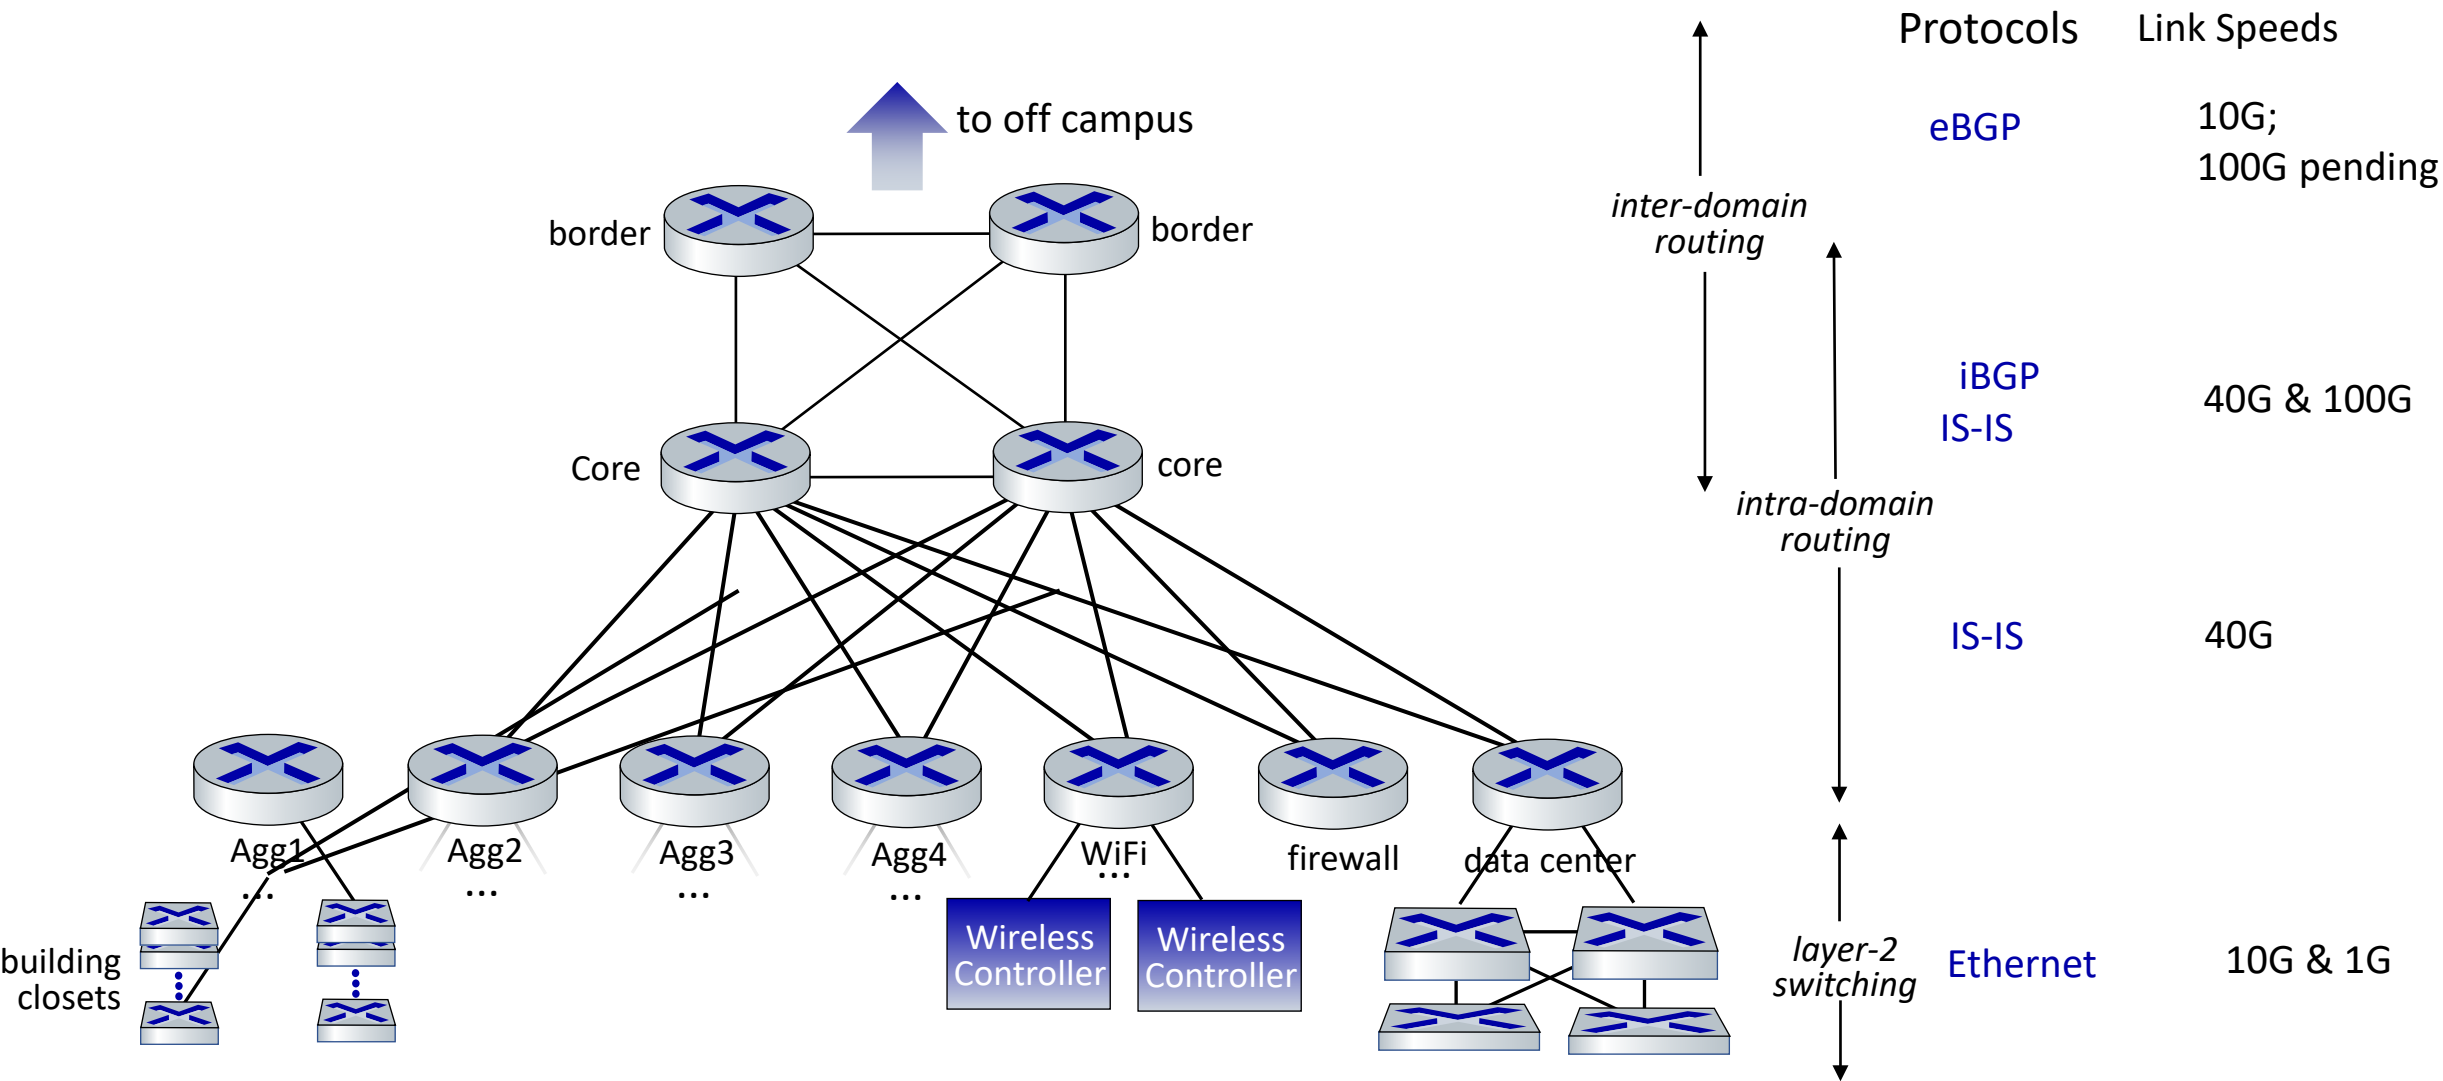 Protocols
Link Speeds
to off campus
eBGP
10G;
100G pending
border
border
inter-domain
routing
iBGP
IS-IS
40G & 100G
Core
core
intra-domain
routing
IS-IS
40G
Agg1
...
Agg2
...
Agg3
...
Agg4
...
WiFi
...
firewall
data center
building
closets
Wireless
Controller
Wireless
Controller
layer-2
switching
Ethernet
10G & 1G